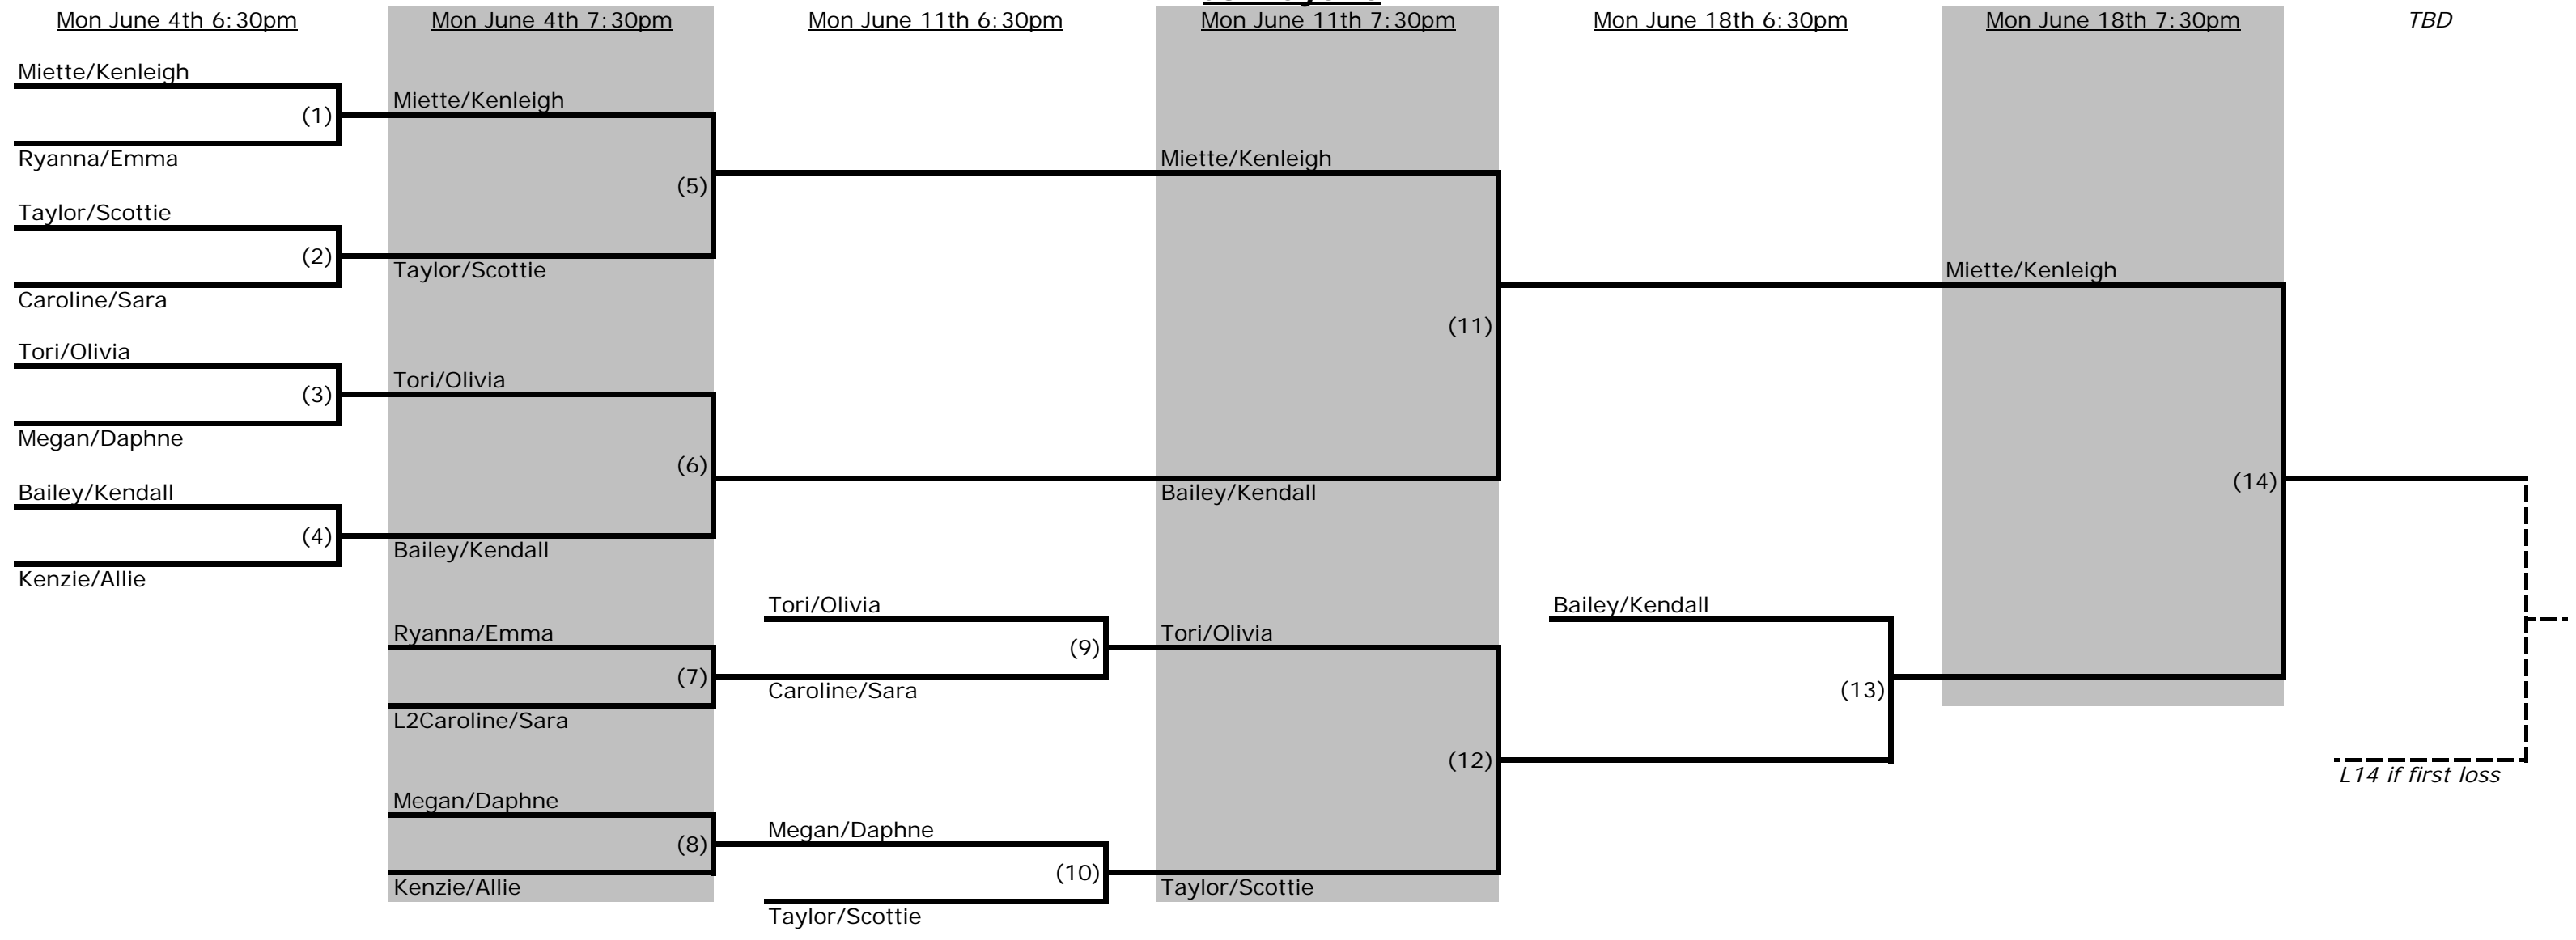 Mon June 4th 6:30pm
Mon June 4th 7:30pm
Mon June 11th 6:30pm
Mon June 11th 7:30pm
Mon June 18th 6:30pm
Mon June 18th 7:30pm
TBD
Miette/Kenleigh
(1)
Ryanna/Emma
Taylor/Scottie
(2)
Caroline/Sara
Tori/Olivia
(3)
Megan/Daphne
Bailey/Kendall
(4)
Kenzie/Allie
Miette/Kenleigh
(5)
Taylor/Scottie
Tori/Olivia
(6)
Bailey/Kendall
Ryanna/Emma
(7)
L2Caroline/Sara
Megan/Daphne
(8)
Kenzie/Allie
Tori/Olivia
(9)
Caroline/Sara
Megan/Daphne
(10)
Taylor/Scottie
Miette/Kenleigh
(11)
Bailey/Kendall
Tori/Olivia
(12)
Taylor/Scottie
Bailey/Kendall
(13)
Miette/Kenleigh
(14)
L14 if first loss